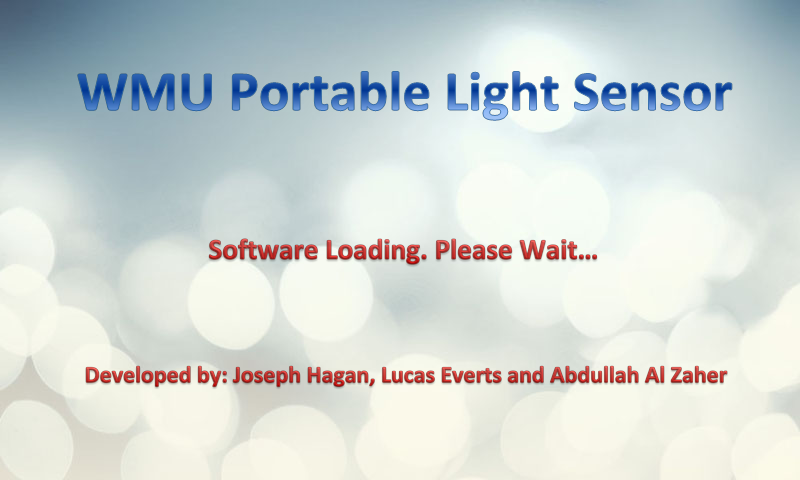 WMU Portable Light Sensor
Software Loading. Please Wait...
Developed by: Joseph Hagan, Lucas Everts and Abdullah Al Zaher